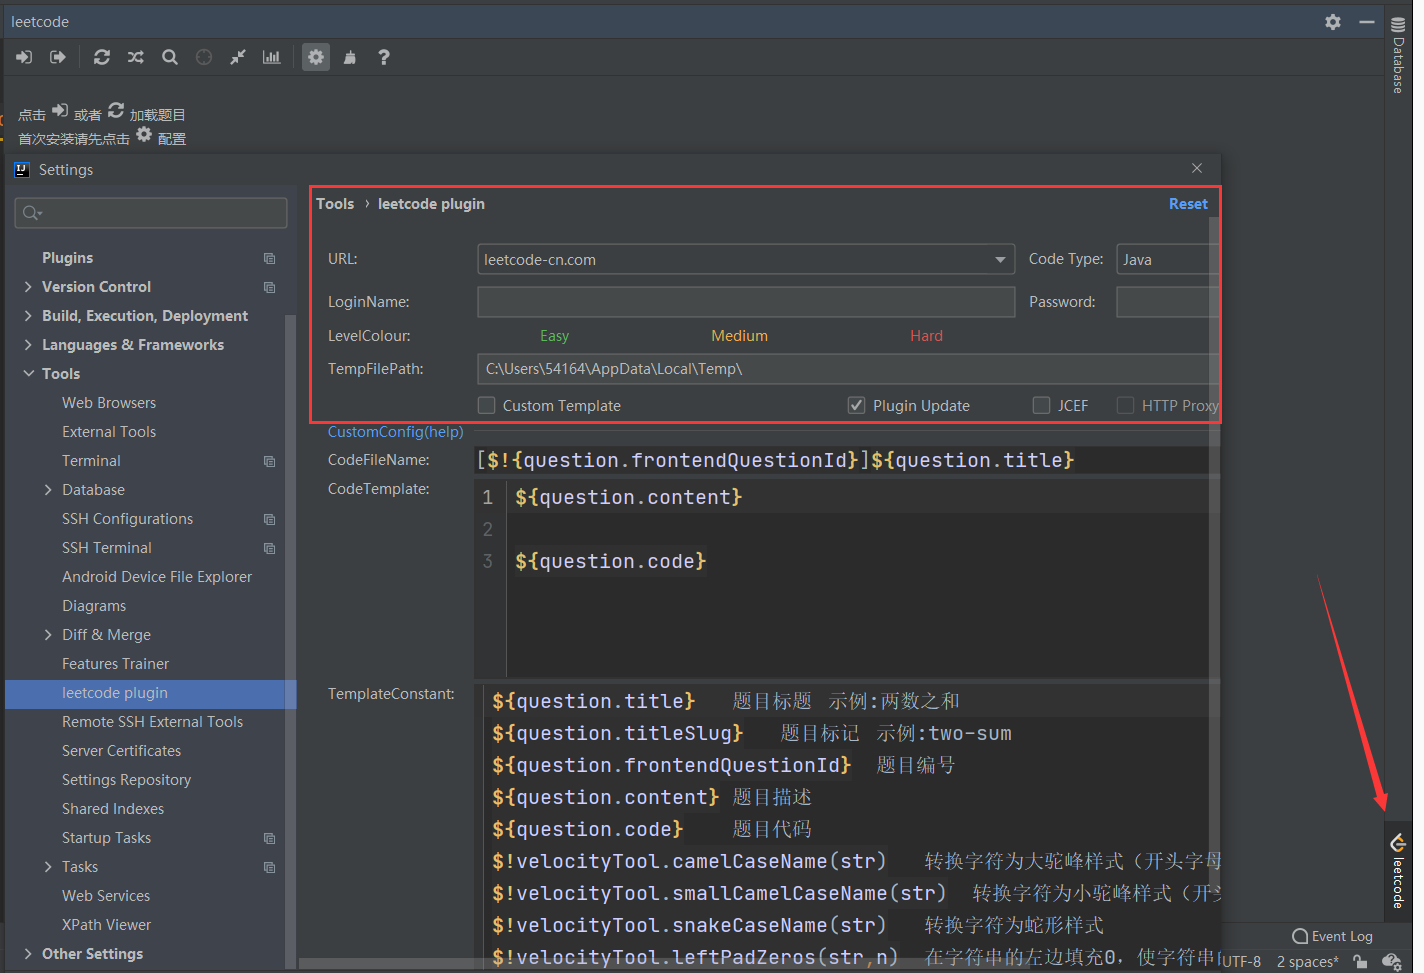 leetcode
Database
点击 或者 加载题目
首次安装请先点击 配置
Settings
Plugins
Version Control
Build, Execution, Deployment
Languages & Frameworks
Tools
Web Browsers
External Tools
Terminal
Database
SSH Configurations
SSH Terminal
Android Device File Explorer
Diagrams
Diff & Merge
Features Trainer
leetcode plugin
Remote SSH External Tools
Server Certificates
Settings Repository
Shared Indexes
Startup Tasks
Tasks
Web Services
XPath Viewer
Other Settings
Tools › leetcode plugin Reset
URL: leetcode-cn.com Code Type: Java
LoginName: Password:
LevelColour: Easy Medium Hard
TempFilePath: C:\Users\54164\AppData\Local\Temp\
Custom Template Plugin Update JCEF HTTP Proxy
CustomConfig(help)
CodeFileName: [$!{question.frontendQuestionId}]${question.title}
CodeTemplate:
1 ${question.content}
2
3 ${question.code}
TemplateConstant: ${question.title} 题目标题 示例:两数之和
${question.titleSlug} 题目标记 示例:two-sum
${question.frontendQuestionId} 题目编号
${question.content} 题目描述
${question.code} 题目代码
$!velocityTool.camelCaseName(str) 转换字符为大驼峰样式（开头字母
$!velocityTool.smallCamelCaseName(str) 转换字符为小驼峰样式（开头
$!velocityTool.snakeCaseName(str) 转换字符为蛇形样式
$!velocityTool.leftPadZeros(str,n) 在字符串的左边填充0，使字符串的
leetcode
Event Log
UTF-8 2 spaces*